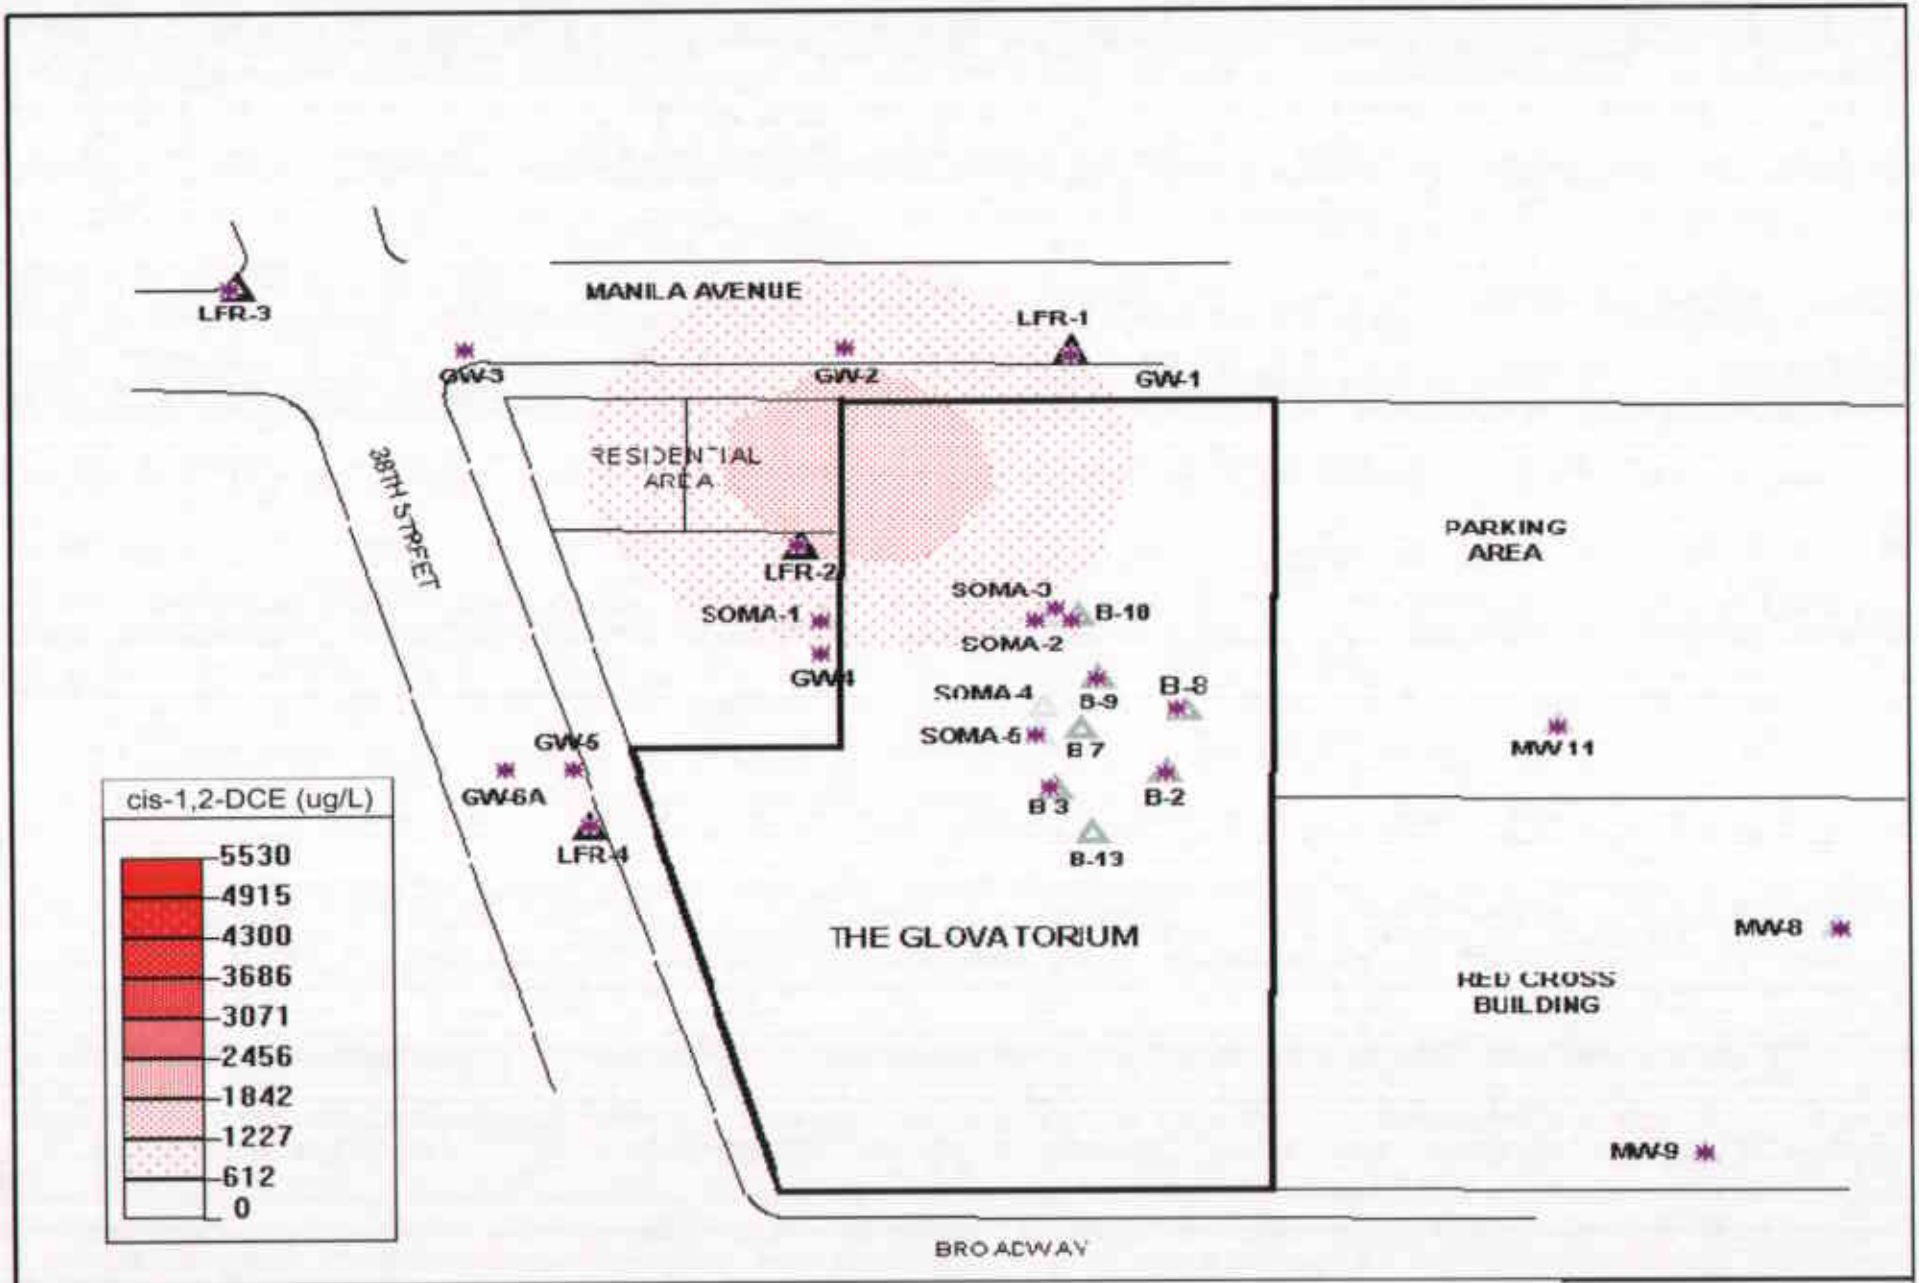 MANILA AVENUE
LFR-3
LFR-1
GW-3
GW-2
GW-1
38TH STREET
RESIDENTIAL
AREA
PARKING
AREA
LFR-2
SOMA-3
SOMA-1
B-10
SOMA-2
GW4
SOMA-4
B-9
B-8
SOMA-5
B 7
GW-5
MW 11
GW-6A
B 3
B-2
LFR-4
B-13
THE GLOVATORIUM
MW-8
RED CROSS
BUILDING
MW-9
BROADWAY
cis-1,2-DCE (ug/L)
5530
4915
4300
3686
3071
2456
1842
1227
612
0